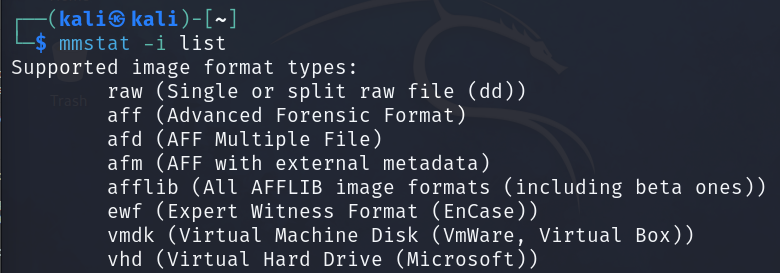 ┌──(kali㉿kali)-[~]
└─$ mmstat -i list
Supported image format types:
        raw (Single or split raw file (dd))
Trash
        aff (Advanced Forensic Format)
        afd (AFF Multiple File)
        afm (AFF with external metadata)
        afflib (All AFFLIB image formats (including beta ones))
        ewf (Expert Witness Format (EnCase))
        vmdk (Virtual Machine Disk (VmWare, Virtual Box))
        vhd (Virtual Hard Drive (Microsoft))